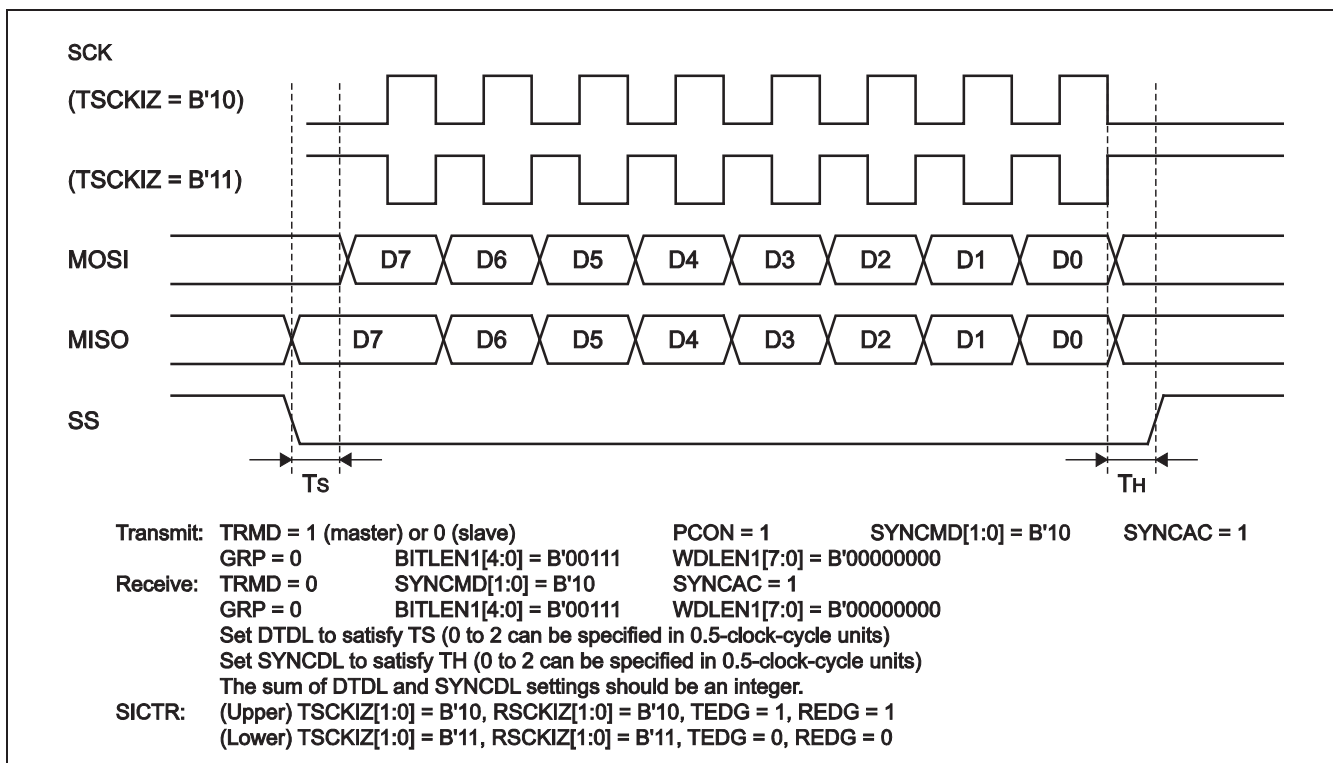 SCK
(TSCKIZ = B'10)
(TSCKIZ = B'11)
MOSI D7 D6 D5 D4 D3 D2 D1 D0
MISO D7 D6 D5 D4 D3 D2 D1 D0
SS
TS TH
Transmit: TRMD = 1 (master) or 0 (slave) PCON = 1 SYNCMD[1:0] = B'10 SYNCAC = 1
GRP = 0 BITLEN1[4:0] = B'00111 WDLEN1[7:0] = B'00000000
Receive: TRMD = 0 SYNCMD[1:0] = B'10 SYNCAC = 1
GRP = 0 BITLEN1[4:0] = B'00111 WDLEN1[7:0] = B'00000000
Set DTDL to satisfy TS (0 to 2 can be specified in 0.5-clock-cycle units)
Set SYNCDL to satisfy TH (0 to 2 can be specified in 0.5-clock-cycle units)
The sum of DTDL and SYNCDL settings should be an integer.
SICTR: (Upper) TSCKIZ[1:0] = B'10, RSCKIZ[1:0] = B'10, TEDG = 1, REDG = 1
(Lower) TSCKIZ[1:0] = B'11, RSCKIZ[1:0] = B'11, TEDG = 0, REDG = 0